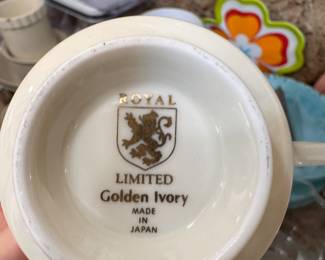 ROYAL
LIMITED
Golden Ivory
MADE
IN
JAPAN